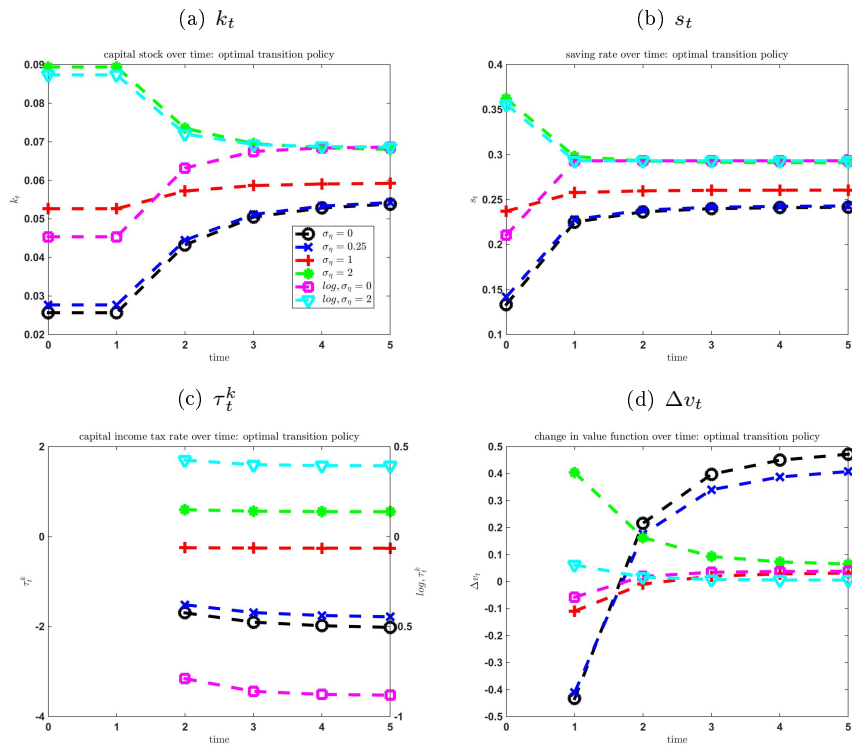 (a) k_t
capital stock over time: optimal transition policy
0.09
0.08
0.07
0.06
0.05
0.04
0.03
0.02
k_t
0 1 2 3 4 5
time
σ_η = 0
σ_η = 0.25
σ_η = 1
σ_η = 2
log, σ_η = 0
log, σ_η = 2
(b) s_t
saving rate over time: optimal transition policy
0.4
0.35
0.3
0.25
0.2
0.15
0.1
s_t
0 1 2 3 4 5
time
(c) τ_t^k
capital income tax rate over time: optimal transition policy
2
0
-2
-4
τ_t^k
0.5
0
-0.5
-1
log, τ_t^k
0 1 2 3 4 5
time
(d) Δv_t
change in value function over time: optimal transition policy
0.5
0.4
0.3
0.2
0.1
0
-0.1
-0.2
-0.3
-0.4
-0.5
Δv_t
0 1 2 3 4 5
time